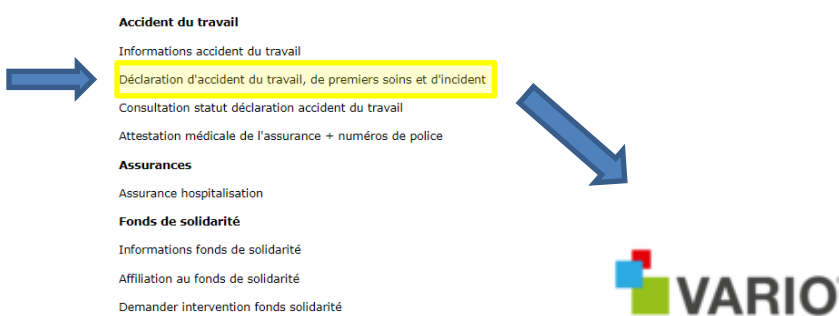 Accident du travail
Informations accident du travail
Déclaration d'accident du travail, de premiers soins et d'incident
Consultation statut déclaration accident du travail
Attestation médicale de l'assurance + numéros de police
Assurances
Assurance hospitalisation
Fonds de solidarité
Informations fonds de solidarité
Affiliation au fonds de solidarité
Demander intervention fonds solidarité
VARIO